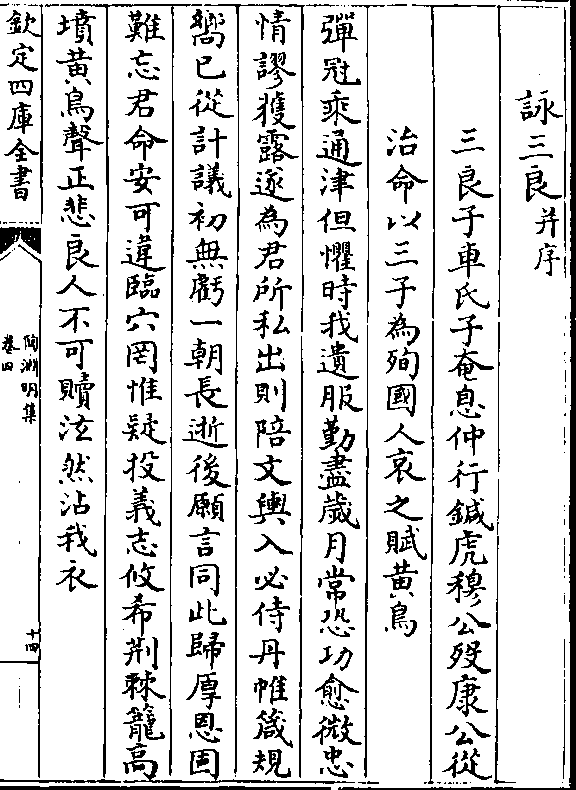 詠三良并序
三良子車氏子奄息仲行鍼虎穆公歿康公從
治命以三子為殉國人哀之賦黃鳥
彈冠乘通津但懼時我遺服勤盡歲月常恐功愈微忠
情謬獲露遂為君所私出則陪文輿入必侍丹帷箴規
嚮已從計議初無虧一朝長逝後願言同此歸厚恩固
難忘君命安可違臨穴罔惟疑投義志攸希荆棘籠高
墳黃鳥聲正悲良人不可贖泫然沾我衣
欽定四庫全書
陶淵明集
卷四
十四